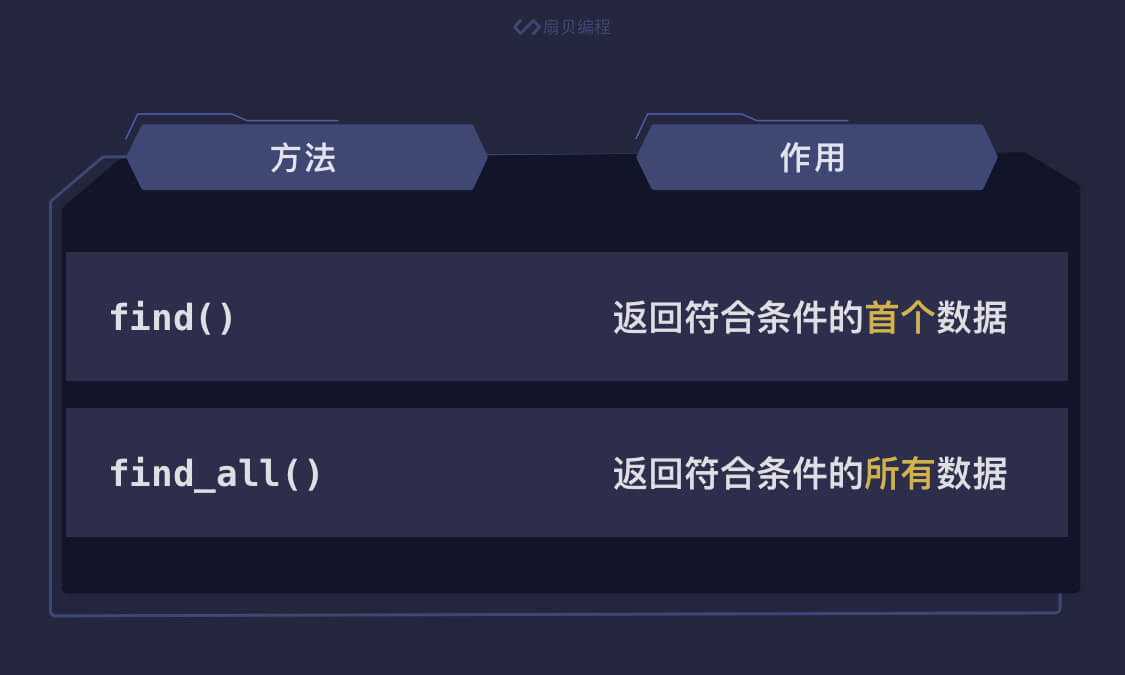 扇贝编程
方法 作用
find() 返回符合条件的首个数据
find_all() 返回符合条件的所有数据